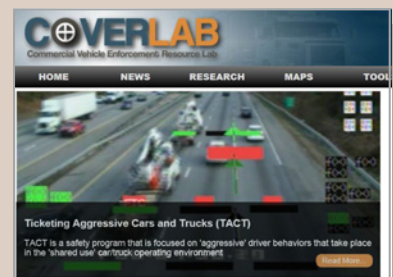 COVERLAB
Commercial Vehicle Enforcement Resource Lab
HOME NEWS RESEARCH MAPS TOOL
Ticketing Aggressive Cars and Trucks (TACT)
TACT is a safety program that is focused on 'aggressive' driver behaviors that take place
in the 'shared use' car/truck operating environment
Read More...